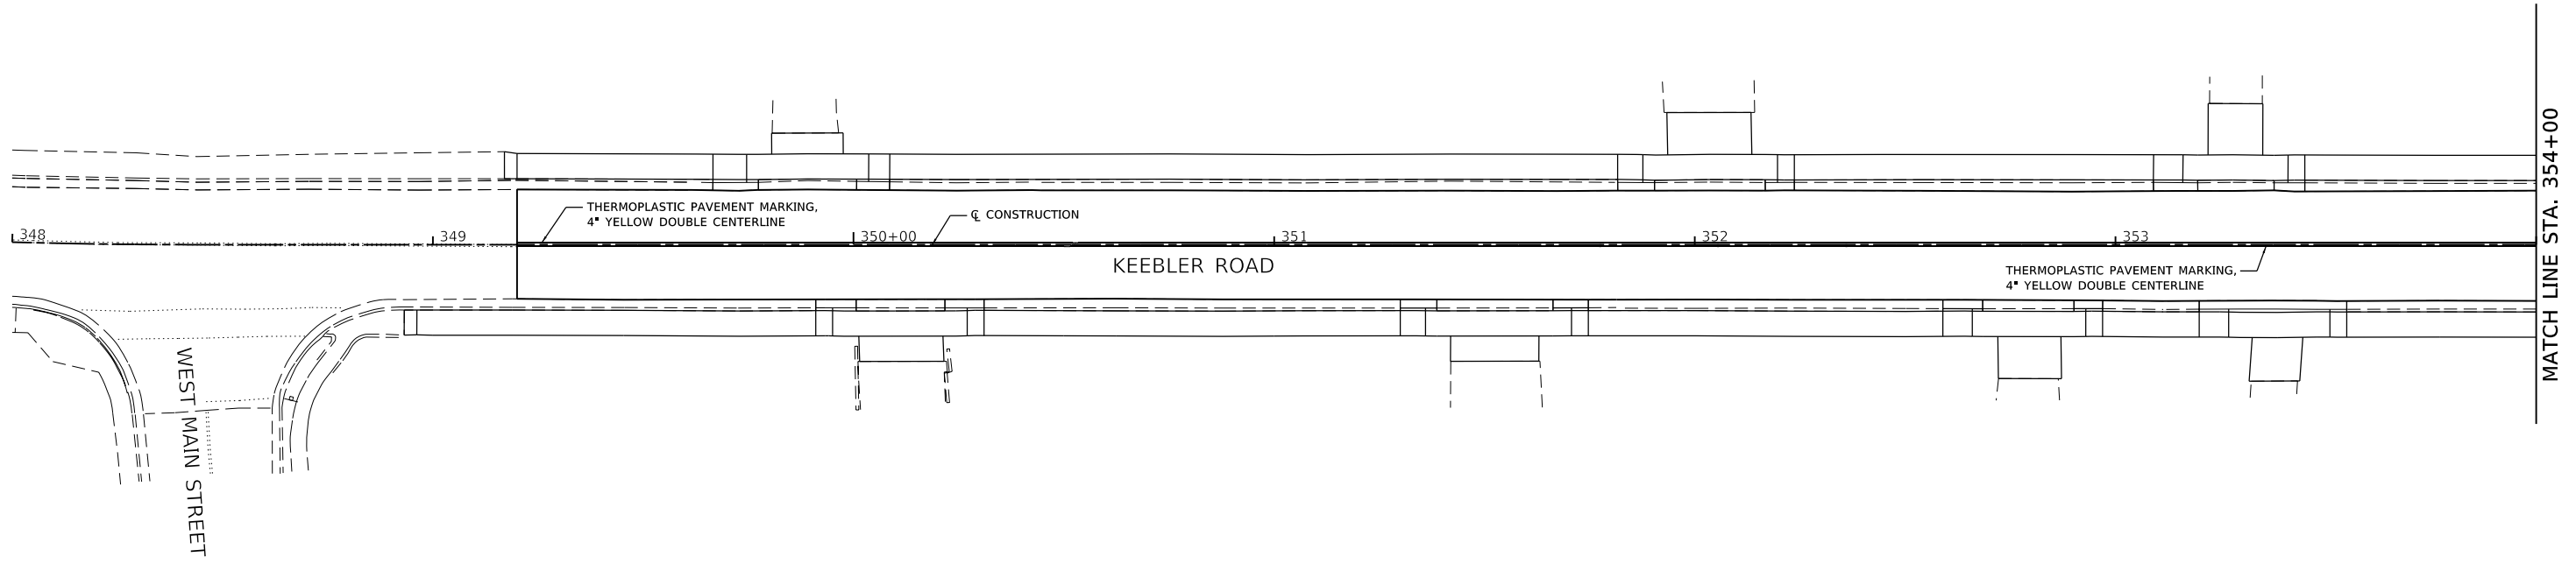 THERMOPLASTIC PAVEMENT MARKING,
4" YELLOW DOUBLE CENTERLINE
℄ CONSTRUCTION
348
349
350+00
351
352
353
KEEBLER ROAD
THERMOPLASTIC PAVEMENT MARKING,
4" YELLOW DOUBLE CENTERLINE
WEST MAIN STREET
MATCH LINE STA. 354+00